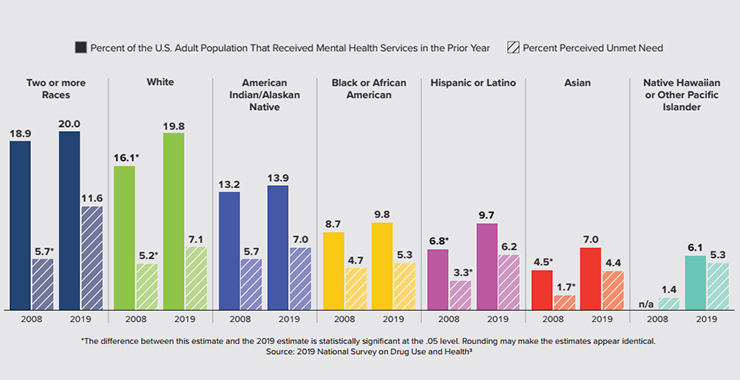 Percent of the U.S. Adult Population That Received Mental Health Services in the Prior Year
Percent Perceived Unmet Need
Two or more
Races
White
American
Indian/Alaskan
Native
Black or African
American
Hispanic or Latino
Asian
Native Hawaiian
or Other Pacific
Islander
18.9
5.7*
20.0
11.6
16.1*
5.2*
19.8
7.1
13.2
5.7
13.9
7.0
8.7
4.7
9.8
5.3
6.8*
3.3*
9.7
6.2
4.5*
1.7*
7.0
4.4
n/a
1.4
6.1
5.3
2008 2019
2008 2019
2008 2019
2008 2019
2008 2019
2008 2019
2008 2019
*The difference between this estimate and the 2019 estimate is statistically significant at the .05 level. Rounding may make the estimates appear identical.
Source: 2019 National Survey on Drug Use and Health³